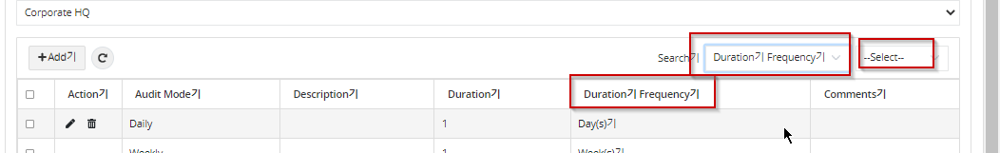 Corporate HQ
+Add기 Search기 Duration기 Frequency기 --Select--
Action기 Audit Mode기 Description기 Duration기 Duration기 Frequency기 Comments기
Daily 1 Day(s)기
Weekly 1 Week(s)기